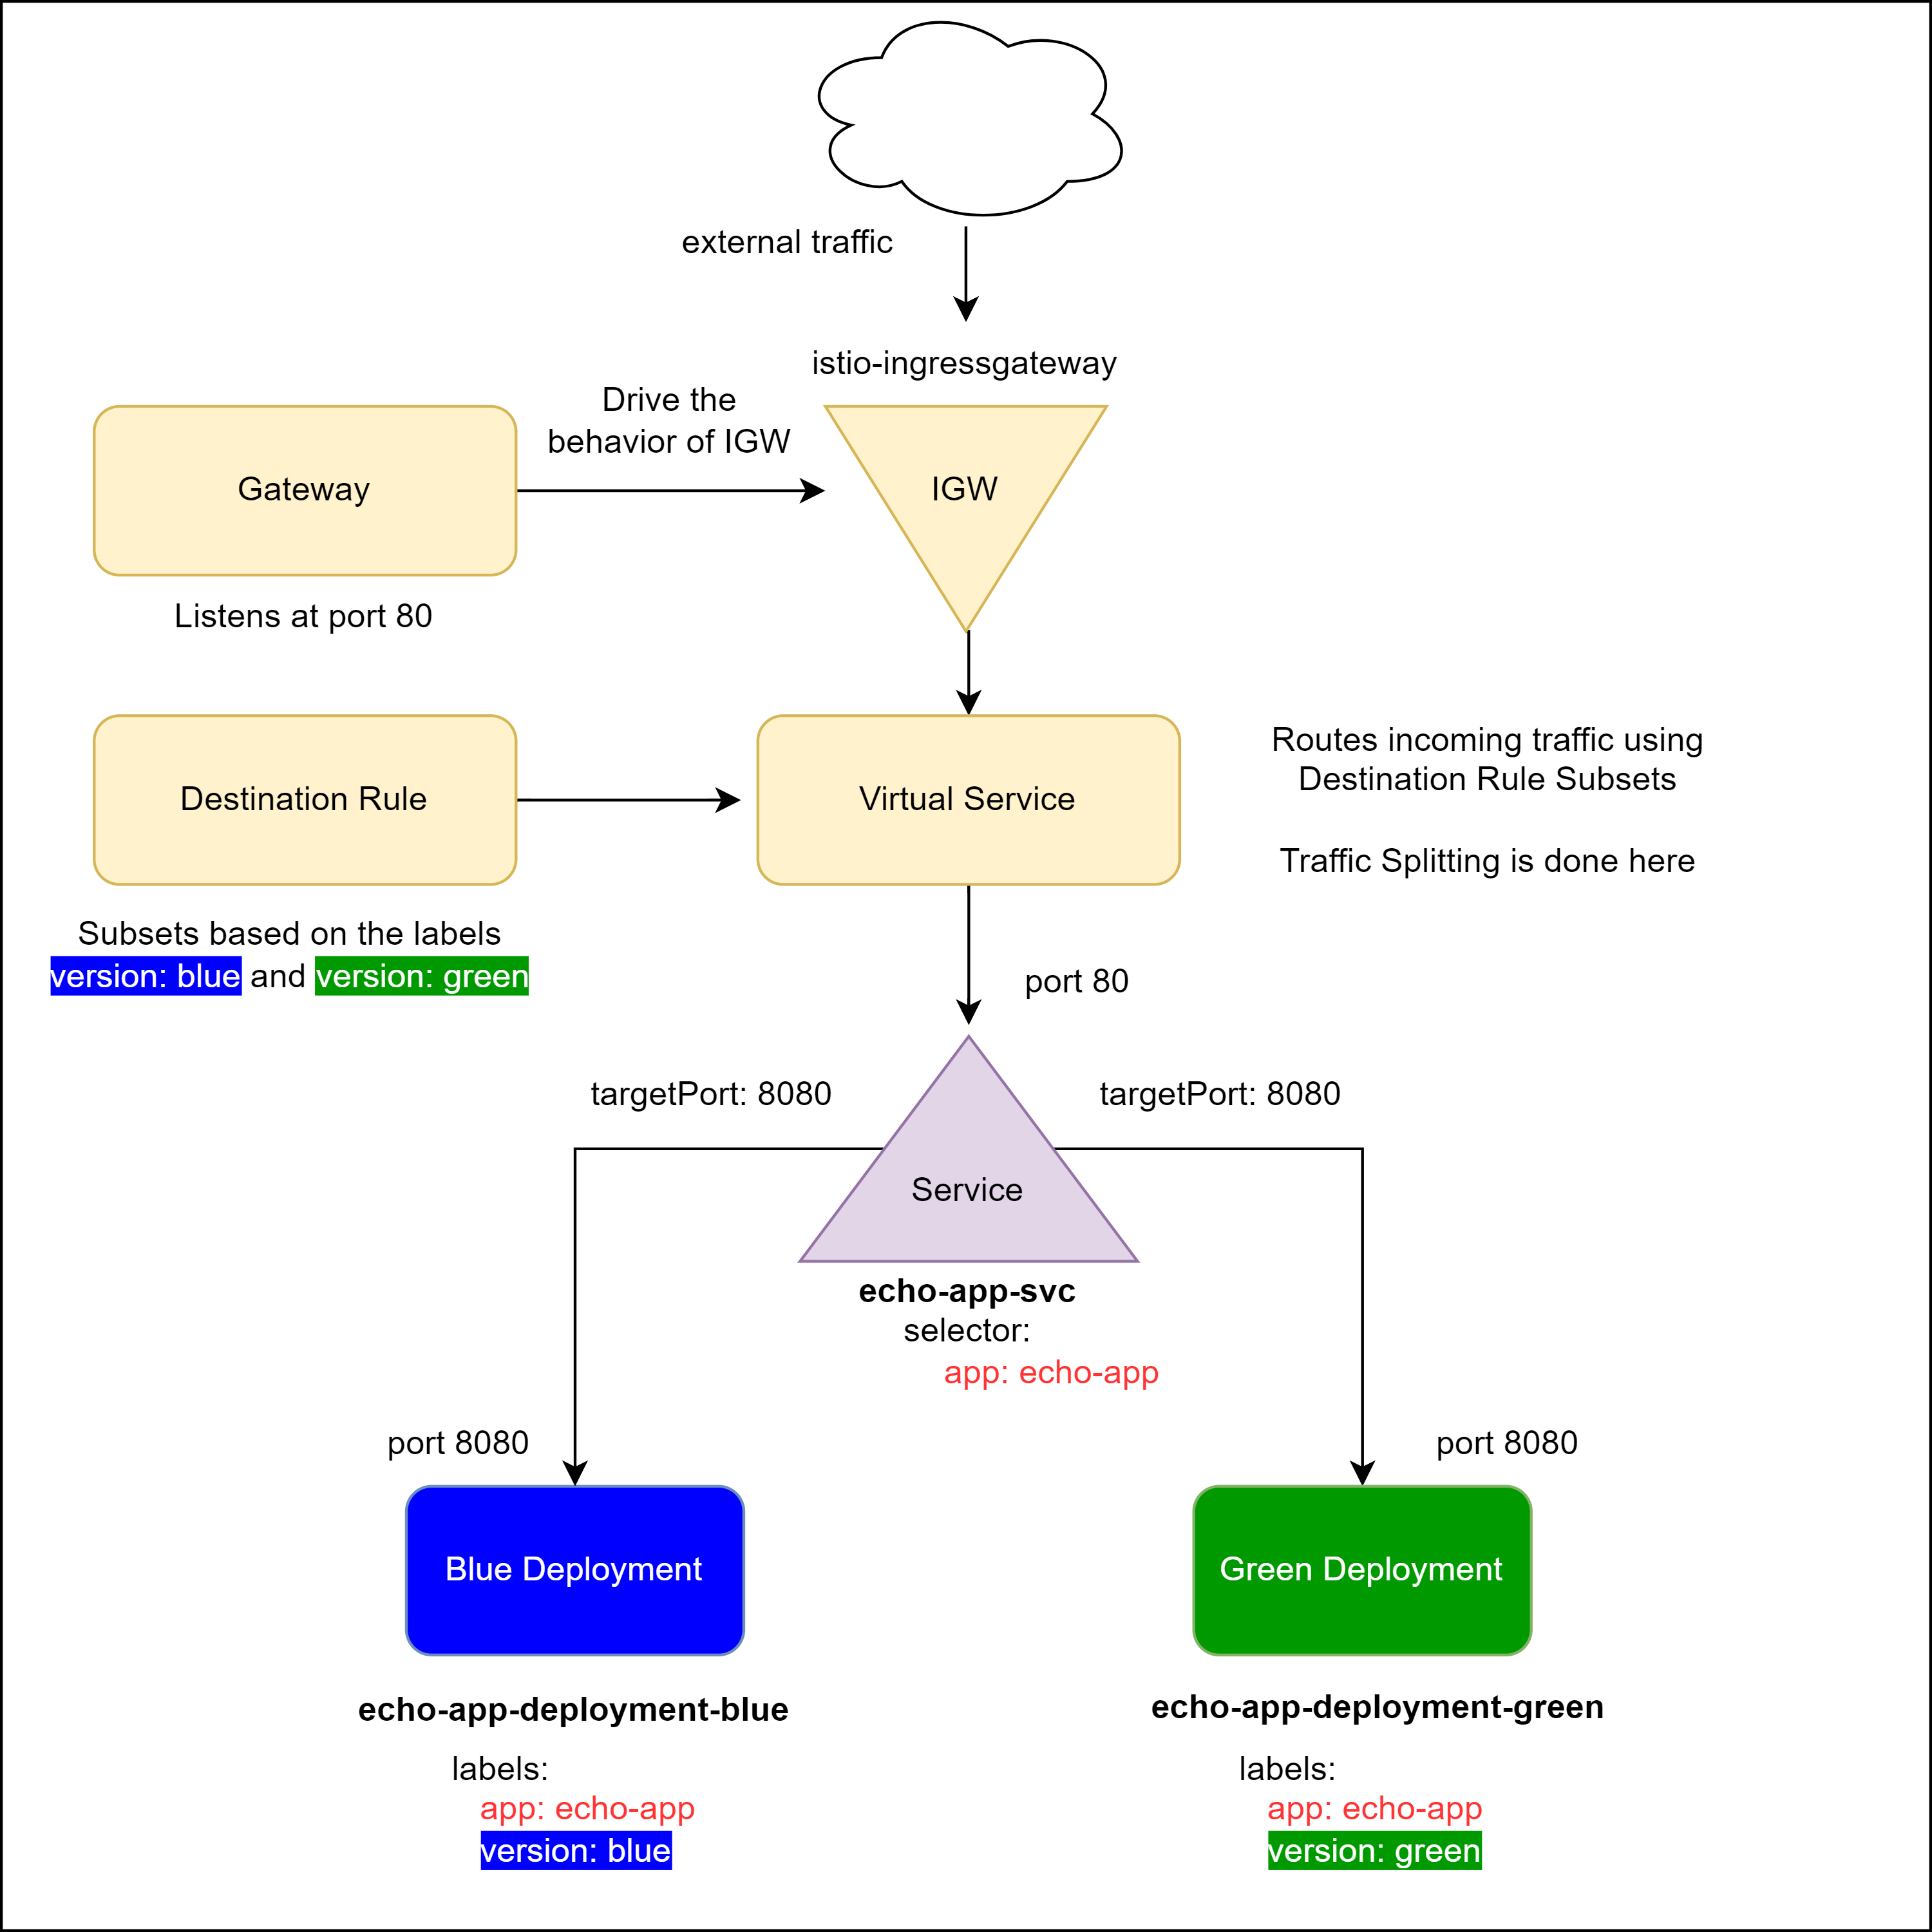 external traffic
istio-ingressgateway
Drive the
behavior of IGW
Gateway
IGW
Listens at port 80
Destination Rule
Virtual Service
Routes incoming traffic using
Destination Rule Subsets
Traffic Splitting is done here
Subsets based on the labels
version: blue and version: green
port 80
targetPort: 8080
targetPort: 8080
Service
echo-app-svc
selector:
app: echo-app
port 8080
port 8080
Blue Deployment
Green Deployment
echo-app-deployment-blue
labels:
app: echo-app
version: blue
echo-app-deployment-green
labels:
app: echo-app
version: green